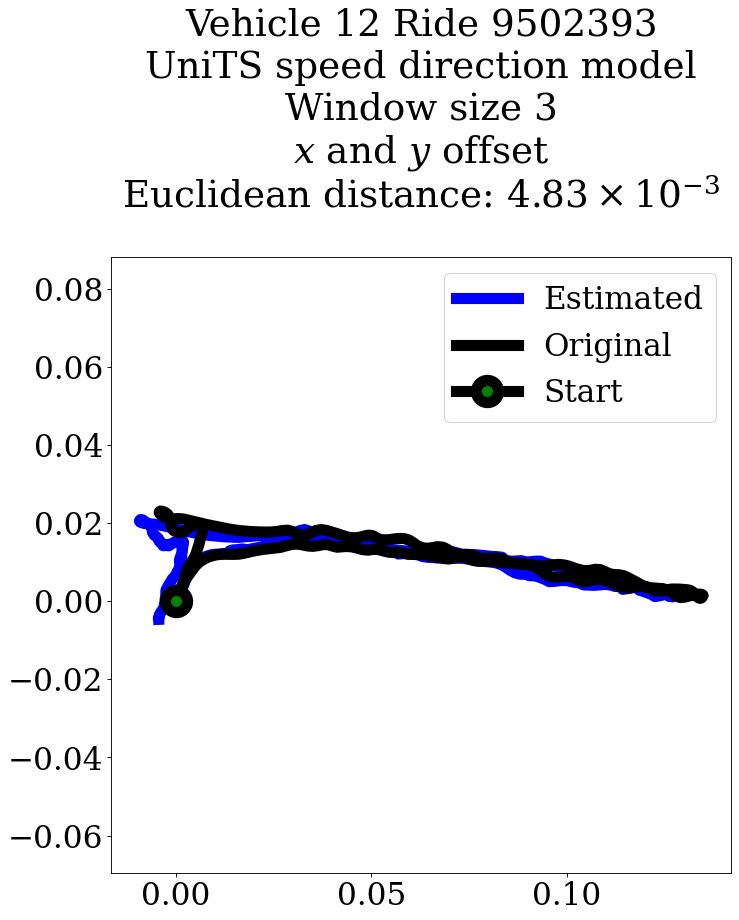 Vehicle 12 Ride 9502393
UniTS speed direction model
Window size 3
x and y offset
Euclidean distance: 4.83 × 10⁻³
Estimated
Original
Start
0.08
0.06
0.04
0.02
0.00
−0.02
−0.04
−0.06
0.00 0.05 0.10